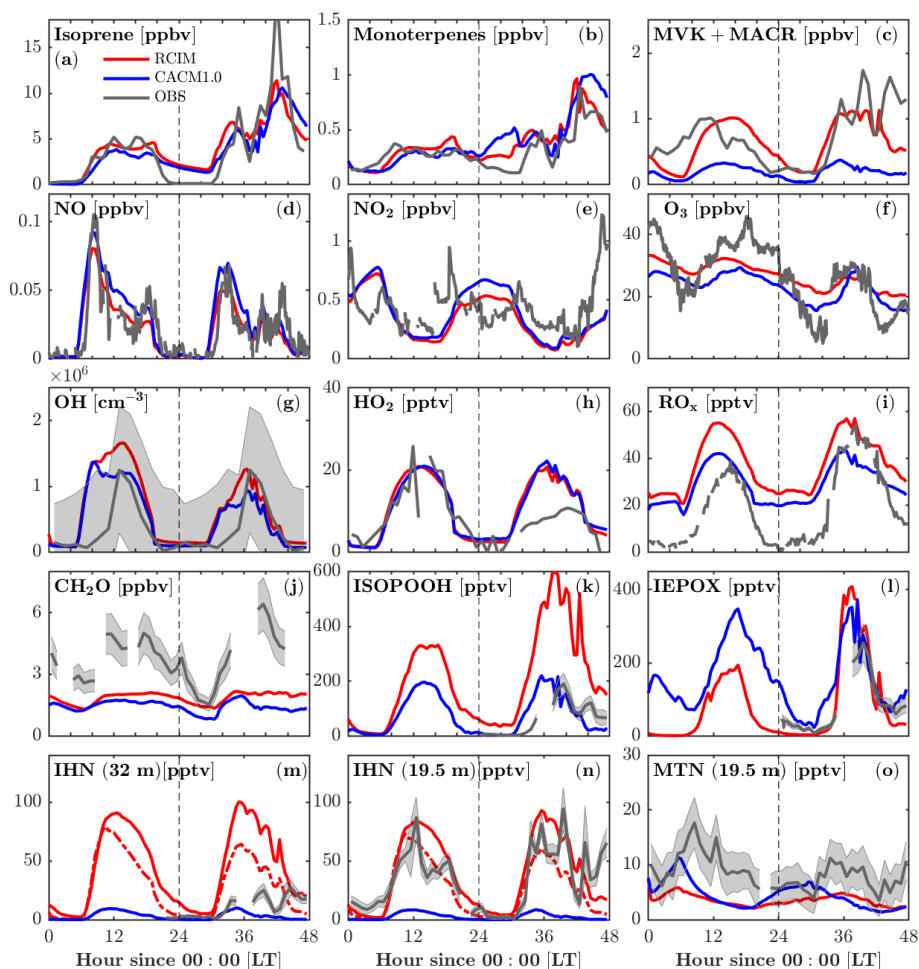 Isoprene [ppbv]
Monoterpenes [ppbv]
(a)
(b)
MVK + MACR [ppbv]
(c)
RCIM
CACM1.0
OBS
15
10
5
0
1.5
1
0.5
0
2
1
0
NO [ppbv]
(d)
NO₂ [ppbv]
(e)
O₃ [ppbv]
(f)
0.1
0.05
0
1
0.5
0
40
20
0
×10⁶
OH [cm⁻³]
(g)
HO₂ [pptv]
(h)
ROₓ [pptv]
(i)
2
1
0
40
20
0
60
40
20
0
CH₂O [ppbv]
(j)
ISOPOOH [pptv]
(k)
IEPOX [pptv]
(l)
6
3
0
600
400
200
0
400
200
0
IHN (32 m)[pptv]
(m)
IHN (19.5 m)[pptv]
(n)
MTN (19.5 m) [pptv]
(o)
100
50
0
100
50
0
30
20
10
0
0 12 24 36 48
0 12 24 36 48
0 12 24 36 48
Hour since 00 : 00 [LT]
Hour since 00 : 00 [LT]
Hour since 00 : 00 [LT]